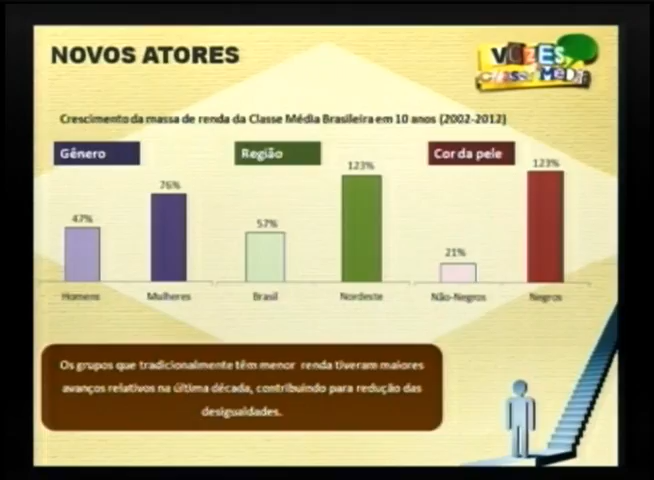 NOVOS ATORES
VOZES
Classe MéDia
Crescimento da massa de renda da Classe Média Brasileira em 10 anos (2002-2012)
Gênero
Região
Cor da pele
47%
76%
57%
123%
21%
123%
Homens
Mulheres
Brasil
Nordeste
Não-Negros
Negros
Os grupos que tradicionalmente têm menor renda tiveram maiores
avanços relativos na última década, contribuindo para redução das
desigualdades.